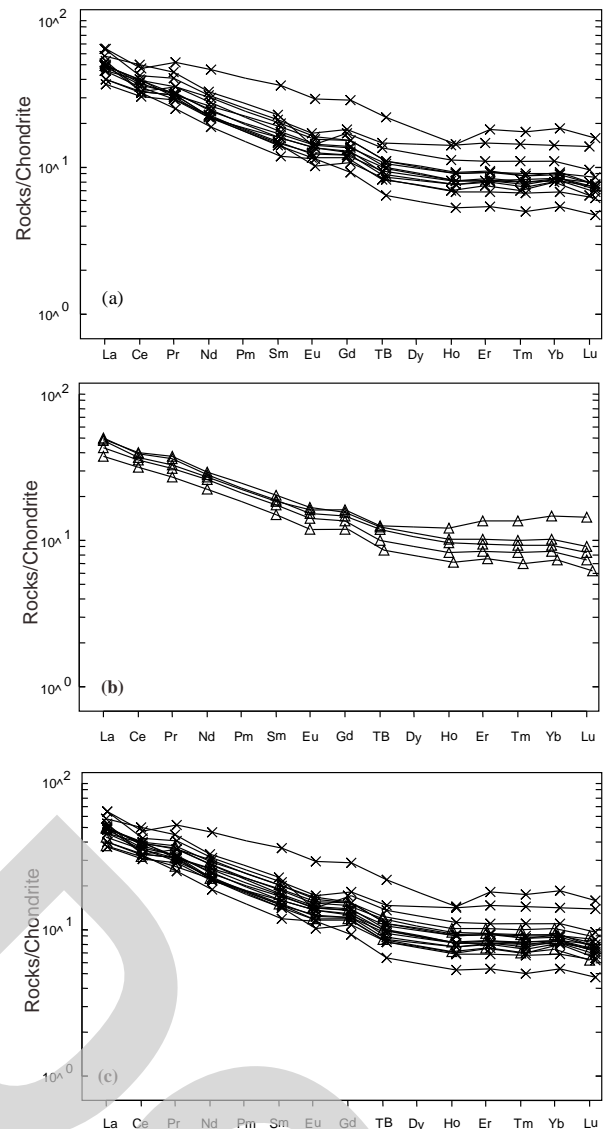 10^2
10^1
10^0
Rocks/Chondrite
(a)
La Ce Pr Nd Pm Sm Eu Gd TB Dy Ho Er Tm Yb Lu
10^2
10^1
10^0
Rocks/Chondrite
(b)
La Ce Pr Nd Pm Sm Eu Gd TB Dy Ho Er Tm Yb Lu
10^2
10^1
10^0
Rocks/Chondrite
(c)
La Ce Pr Nd Pm Sm Eu Gd TB Dy Ho Er Tm Yb Lu